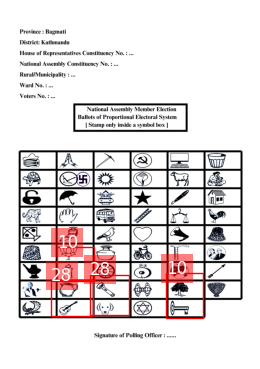 Province : Bagmati
District: Kathmandu
House of Representatives Constituency No. : ...
National Assembly Constituency No. : ...
Rural/Municipality : ...
Ward No. : ...
Voters No. : ...
National Assembly Member Election
Ballots of Proportional Electoral System
[ Stamp only inside a symbol box ]
10
28
28
10
Signature of Polling Officer : ......